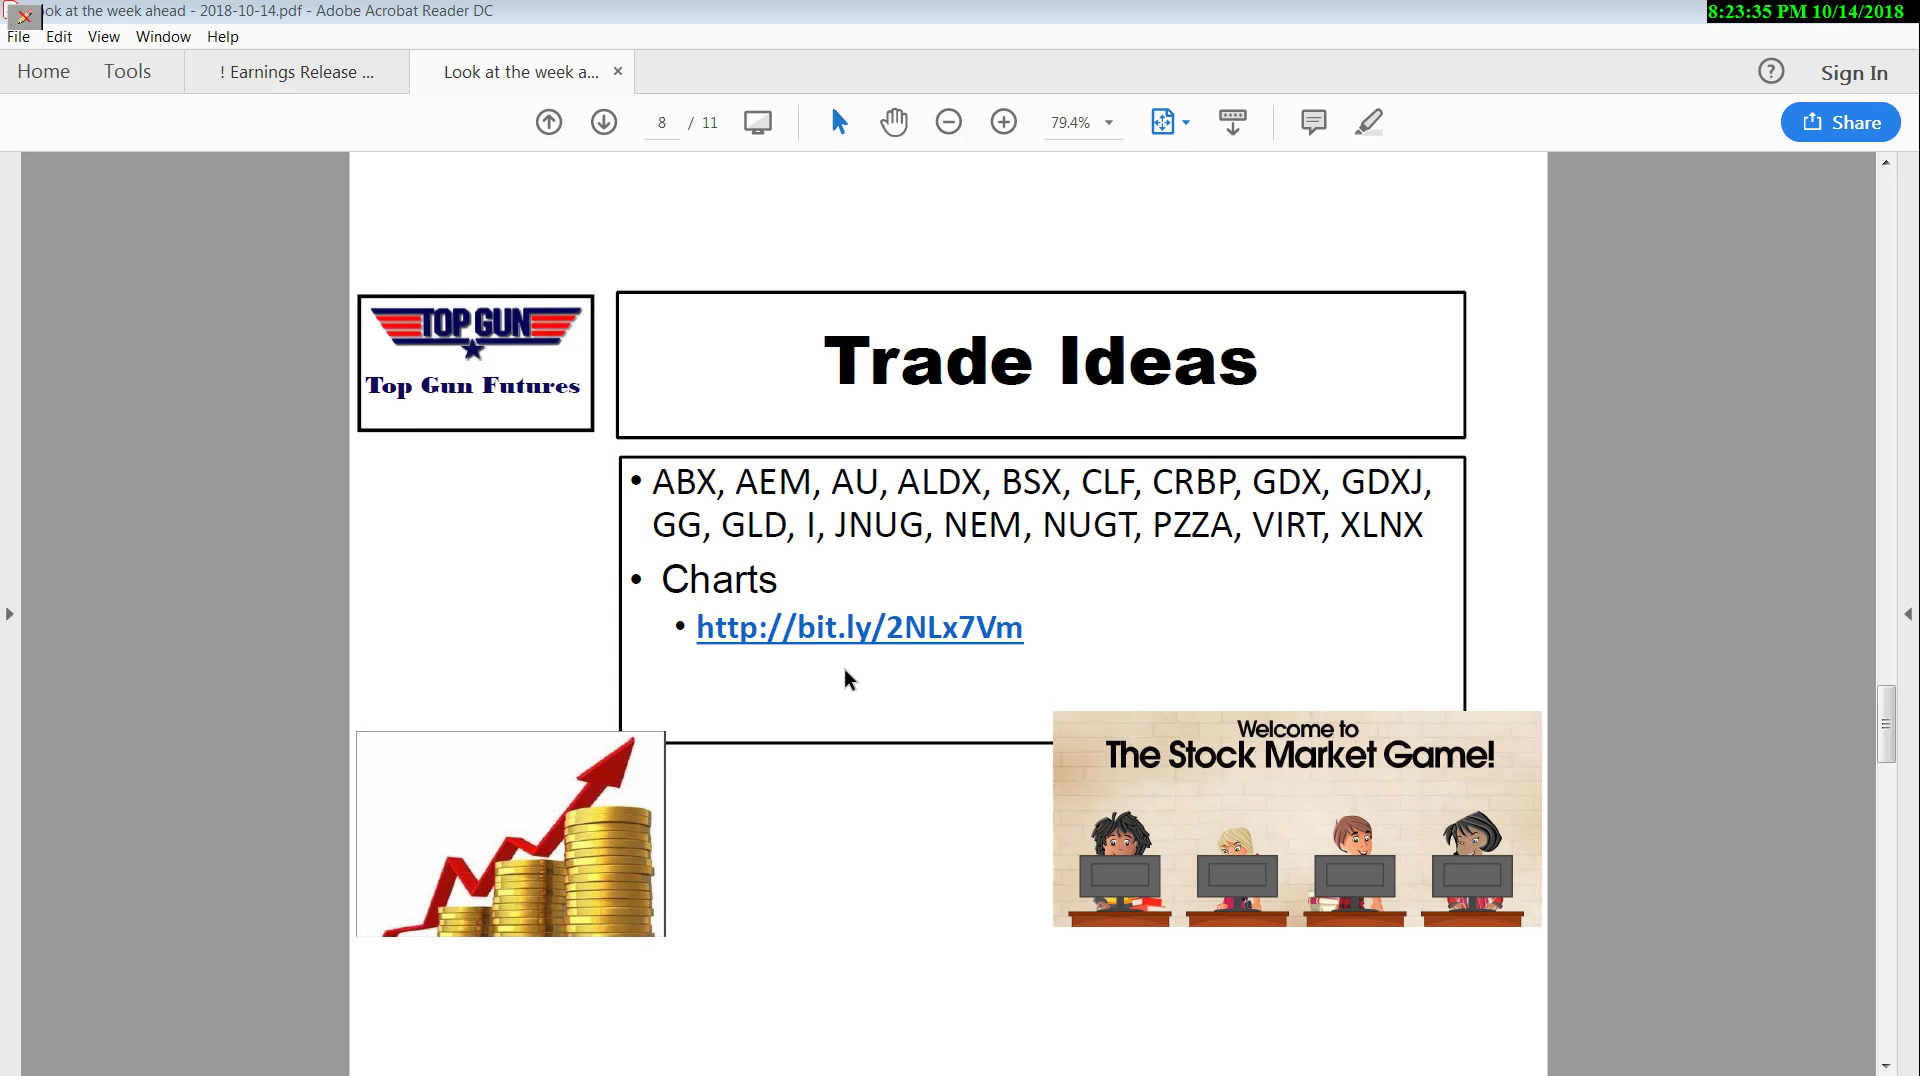 ok at the week ahead - 2018-10-14.pdf - Adobe Acrobat Reader DC
8:23:35 PM 10/14/2018
File Edit View Window Help
Home Tools ! Earnings Release ... Look at the week a... × ? Sign In
8 / 11 79.4% Share
TOP GUN
Top Gun Futures
Trade Ideas
• ABX, AEM, AU, ALDX, BSX, CLF, CRBP, GDX, GDXJ,
GG, GLD, I, JNUG, NEM, NUGT, PZZA, VIRT, XLNX
• Charts
• http://bit.ly/2NLx7Vm
Welcome to
The Stock Market Game!